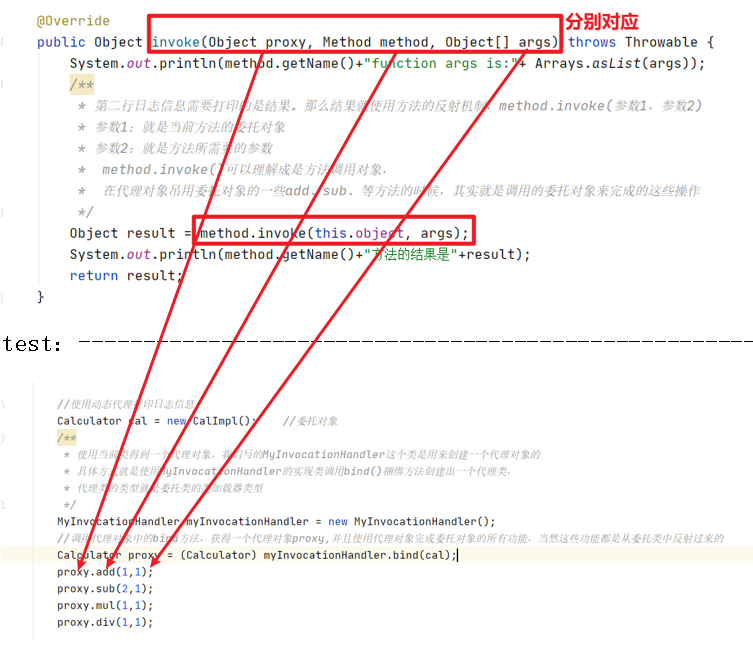 @Override
分别对应
public Object invoke(Object proxy, Method method, Object[] args) throws Throwable {
System.out.println(method.getName()+"function args is:"+ Arrays.asList(args));
/**
* 第二行日志信息需要打印的是结果。那么结果就使用方法的反射机制，method.invoke(参数1，参数2)
* 参数1：就是当前方法的委托对象
* 参数2：就是方法所需要的参数
* method.invoke()可以理解成是方法调用对象，
* 在代理对象吊用委托对象的一些add、sub、等方法的时候，其实就是调用的委托对象来完成的这些操作
*/
Object result = method.invoke(this.object, args);
System.out.println(method.getName()+"方法的结果是"+result);
return result;
}
test: ------------------------------------------------------------
//使用动态代理打印日志信息
Calculator cal = new CalImpl(); //委托对象
/**
* 使用当前类得到一个代理对象，我们写的MyInvocationHandler这个类是用来创建一个代理对象的
* 具体方式就是使用MyInvocationHandler的实现类调用bind()捆绑方法创建出一个代理类，
* 代理类的类型就是委托类的类加载器类型
*/
MyInvocationHandler myInvocationHandler = new MyInvocationHandler();
//调用代理对象中的bind方法，获得一个代理对象proxy,并且使用代理对象完成委托对象的所有功能，当然这些功能都是从委托类中反射过来的
Calculator proxy = (Calculator) myInvocationHandler.bind(cal);
proxy.add(1,1);
proxy.sub(2,1);
proxy.mul(1,1);
proxy.div(1,1);